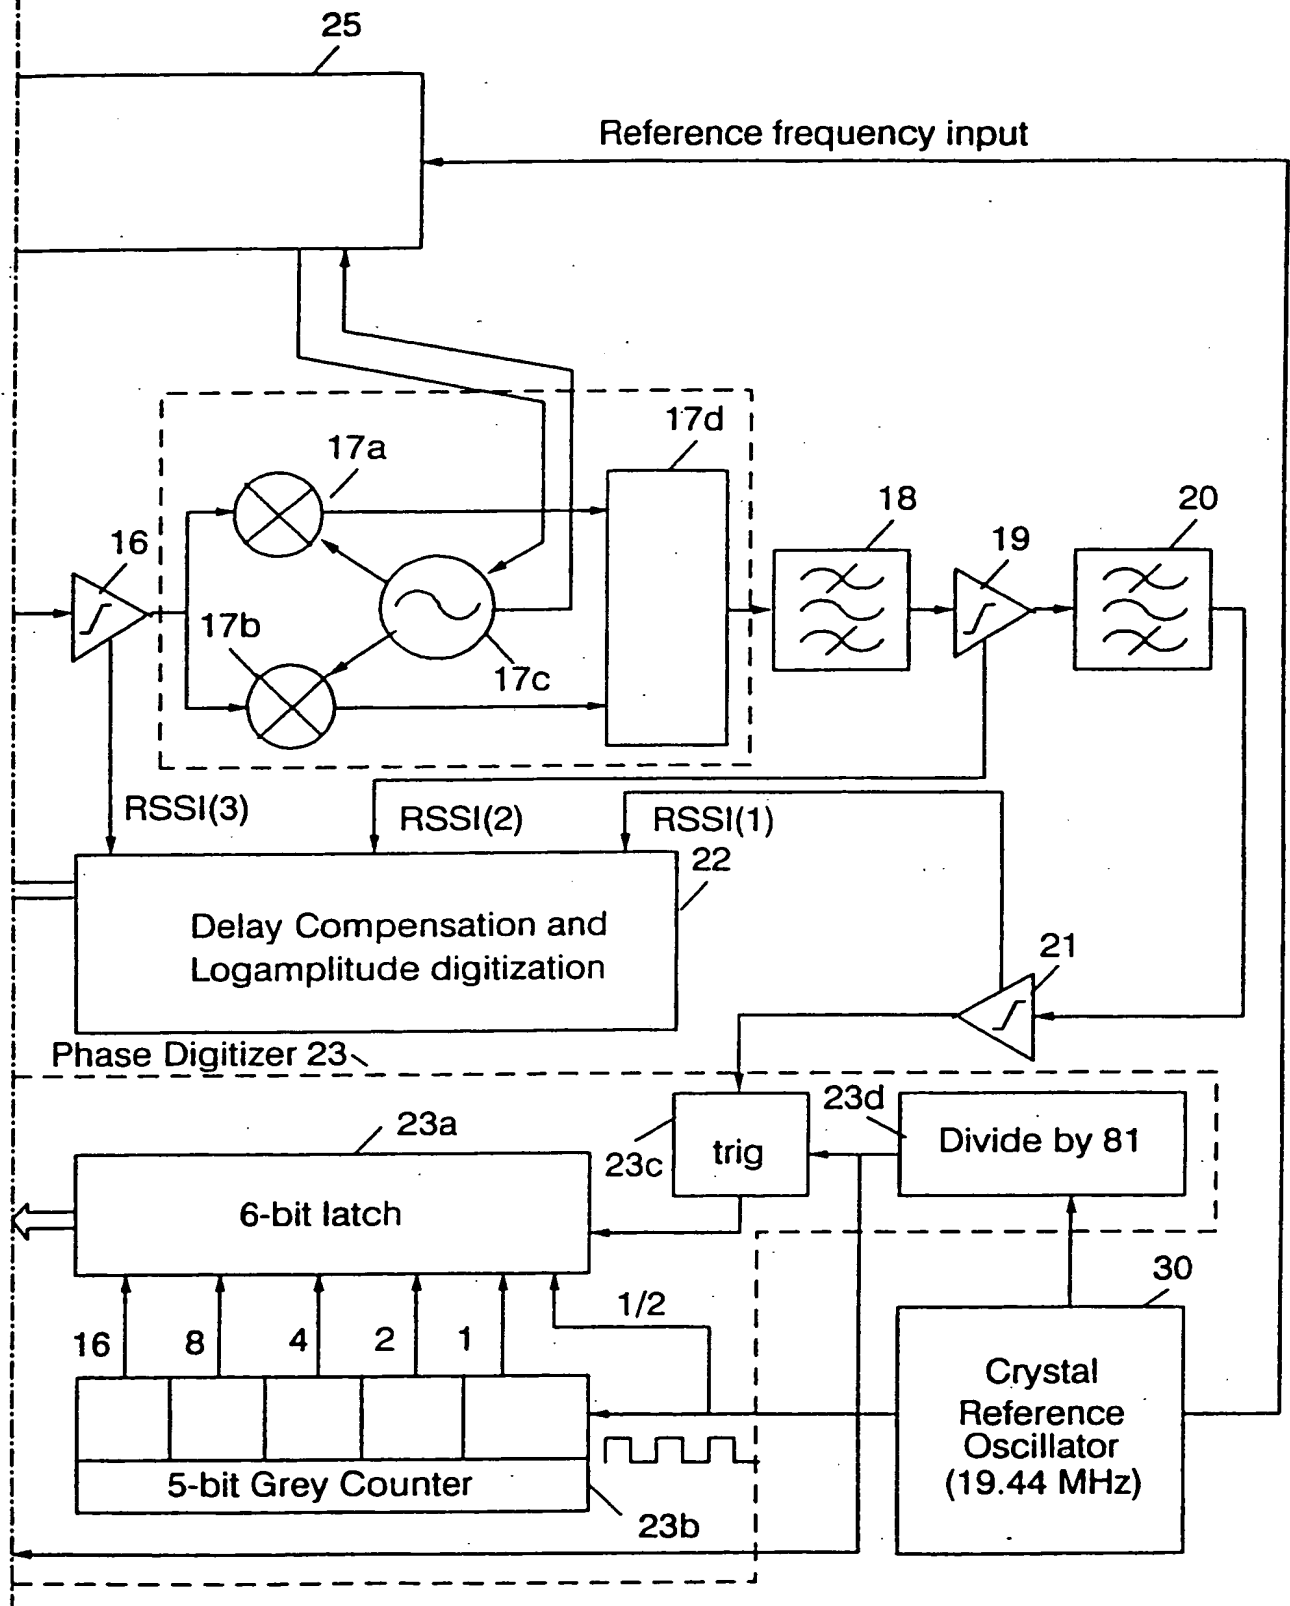 25
Reference frequency input
17d
17a
18
20
16
19
17b
17c
RSSI(3)
RSSI(2)
RSSI(1)
22
Delay Compensation and
Logamplitude digitization
21
Phase Digitizer 23
23a
23d
Divide by 81
trig
23c
6-bit latch
30
1/2
16
8
4
2
1
Crystal
Reference
Oscillator
(19.44 MHz)
5-bit Grey Counter
23b